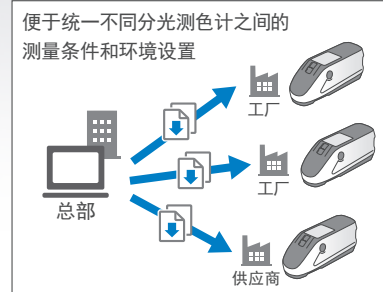 便于统一不同分光测色计之间的
测量条件和环境设置
工厂
工厂
总部
供应商